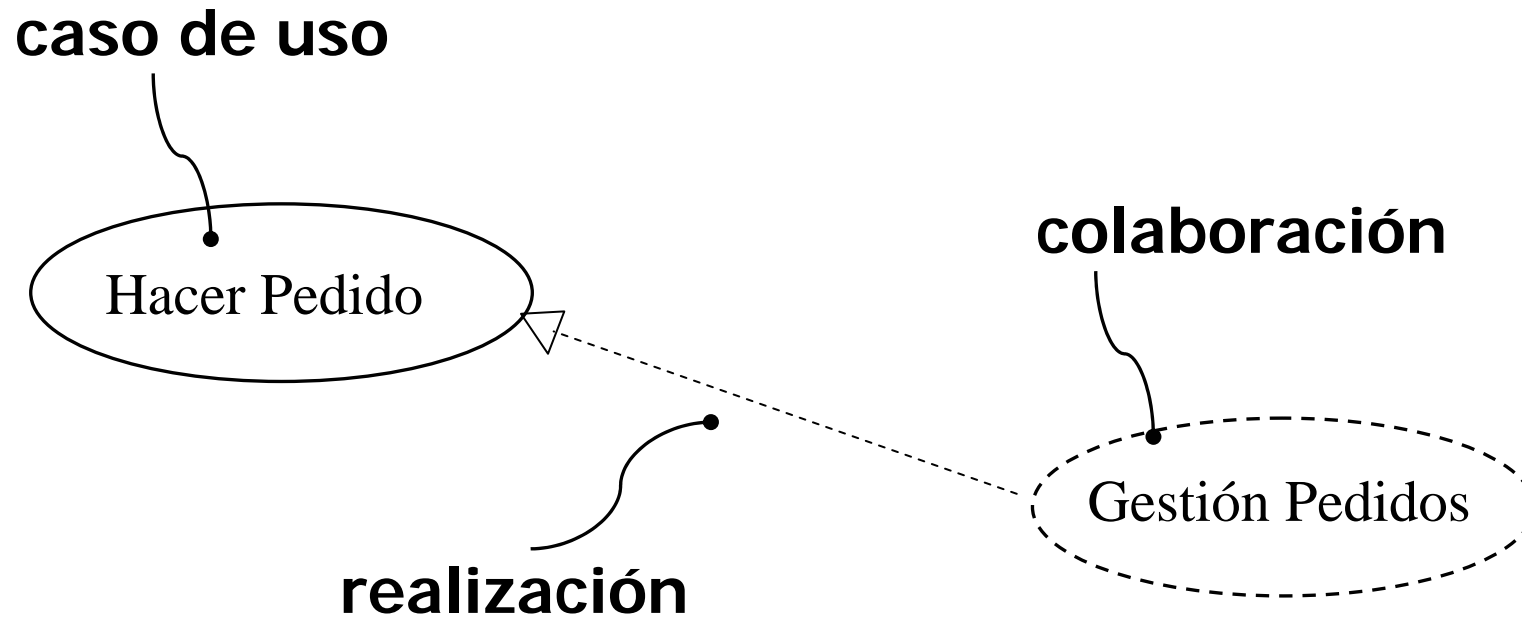 caso de uso
Hacer Pedido
colaboración
Gestión Pedidos
realización